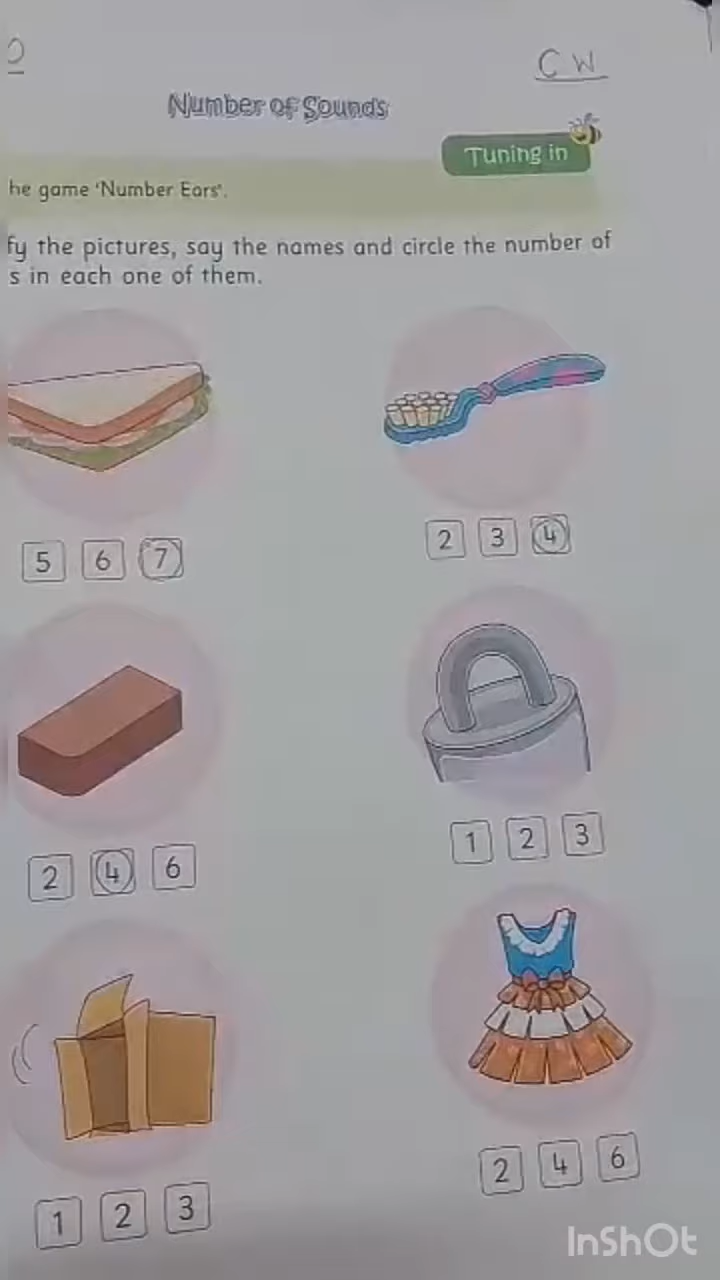 C W
Number of Sounds
Tuning in
he game 'Number Ears'.
fy the pictures, say the names and circle the number of
s in each one of them.
5 6 7
2 3 4
2 4 6
1 2 3
1 2 3
2 4 6
InShOt